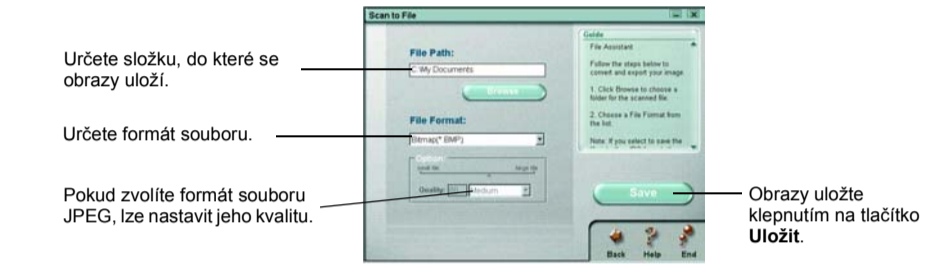 Scan to File
Určete složku, do které se
obrazy uloží.
File Path:
C:\My Documents
Browse
Určete formát souboru.
File Format:
Bitmap(*.BMP)
Option:
small file
large file
Quality:
Medium
Pokud zvolíte formát souboru
JPEG, lze nastavit jeho kvalitu.
Guide
File Assistant
Follow the steps below to
convert and export your image.
1. Click Browse to choose a
folder for the scanned file.
2. Choose a File Format from
the list.
Note: If you select to save the
Save
Obrazy uložte
klepnutím na tlačítko
Uložit.
Back
Help
End